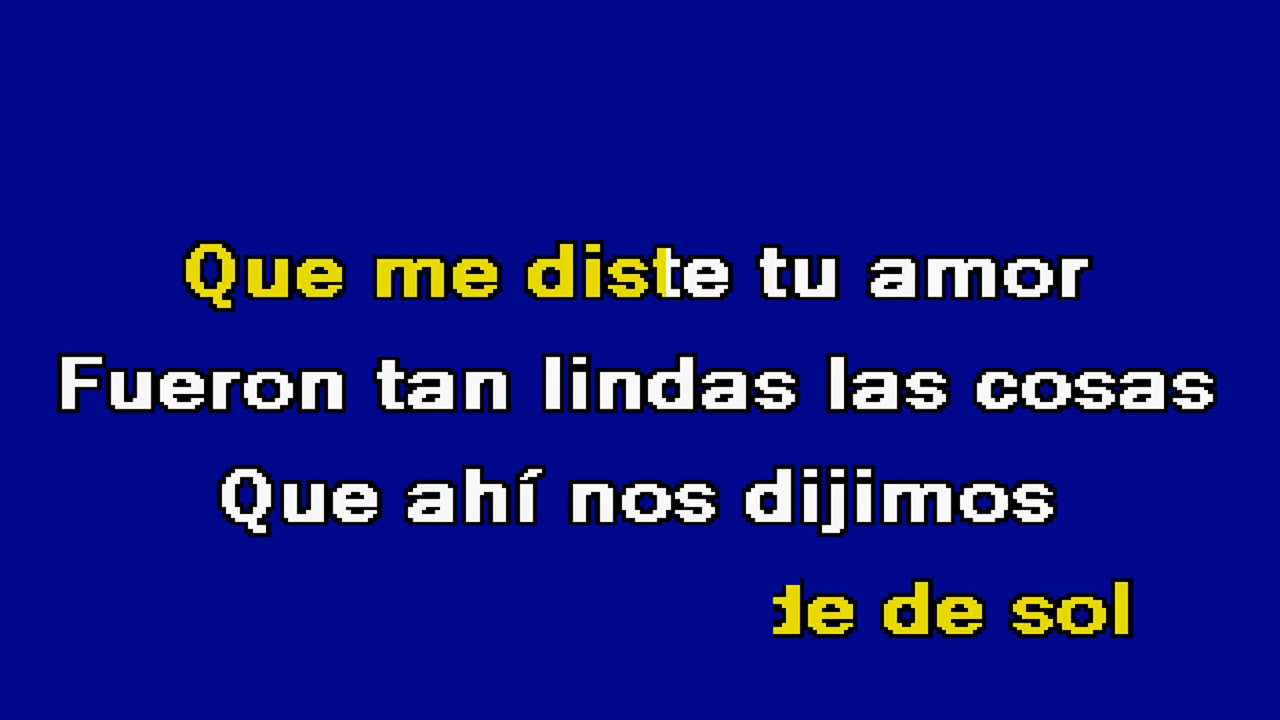 Que me diste tu amor
Fueron tan lindas las cosas
Que ahí nos dijimos
de sol